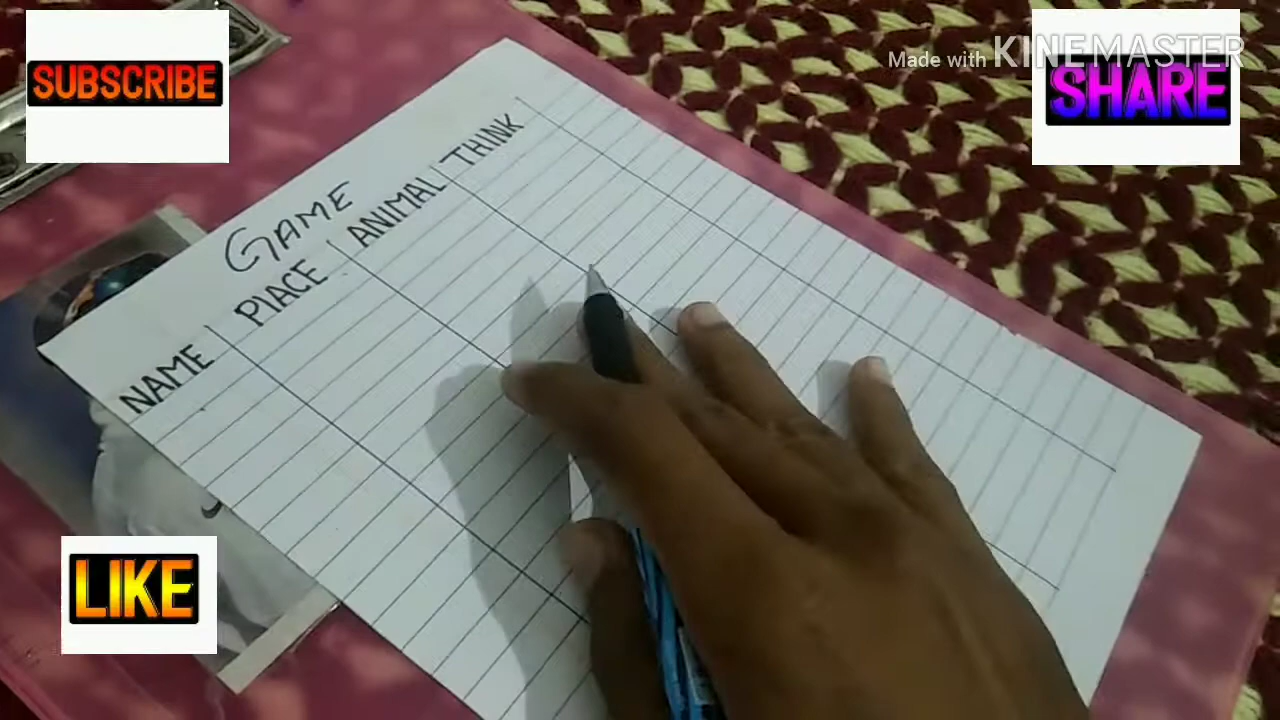 SUBSCRIBE
Made with KINEMASTER
SHARE
GAME
NAME PIACE ANIMAL THINK
LIKE